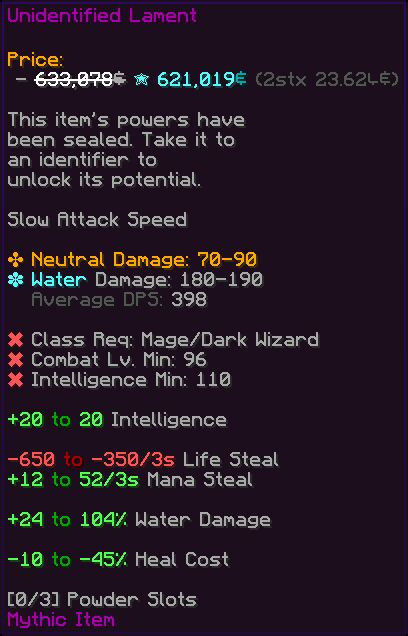 Unidentified Lament
Price:
- 633,078 621,019 (2stx 23.62)
This item's powers have
been sealed. Take it to
an identifier to
unlock its potential.
Slow Attack Speed
✣ Neutral Damage: 70-90
✽ Water Damage: 180-190
Average DPS: 398
✖ Class Req: Mage/Dark Wizard
✖ Combat Lv. Min: 96
✖ Intelligence Min: 110
+20 to 20 Intelligence
-650 to -350/3s Life Steal
+12 to 52/3s Mana Steal
+24 to 104% Water Damage
-10 to -45% Heal Cost
[0/3] Powder Slots
Mythic Item